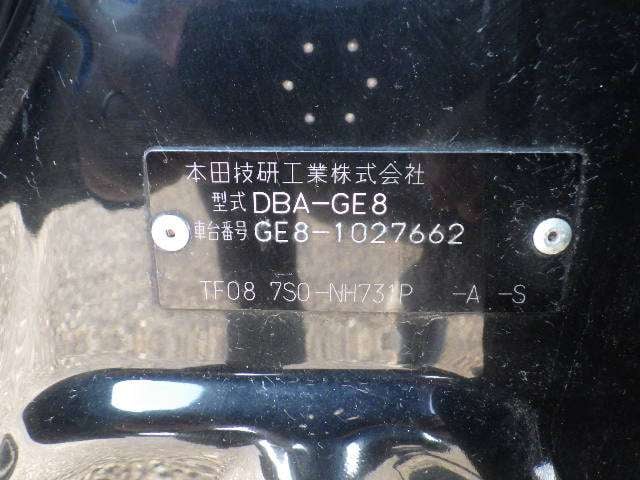 本田技研工業株式会社
型式 DBA-GE8
車台番号 GE8-1027662
TF08 7S0-NH731P -A -S